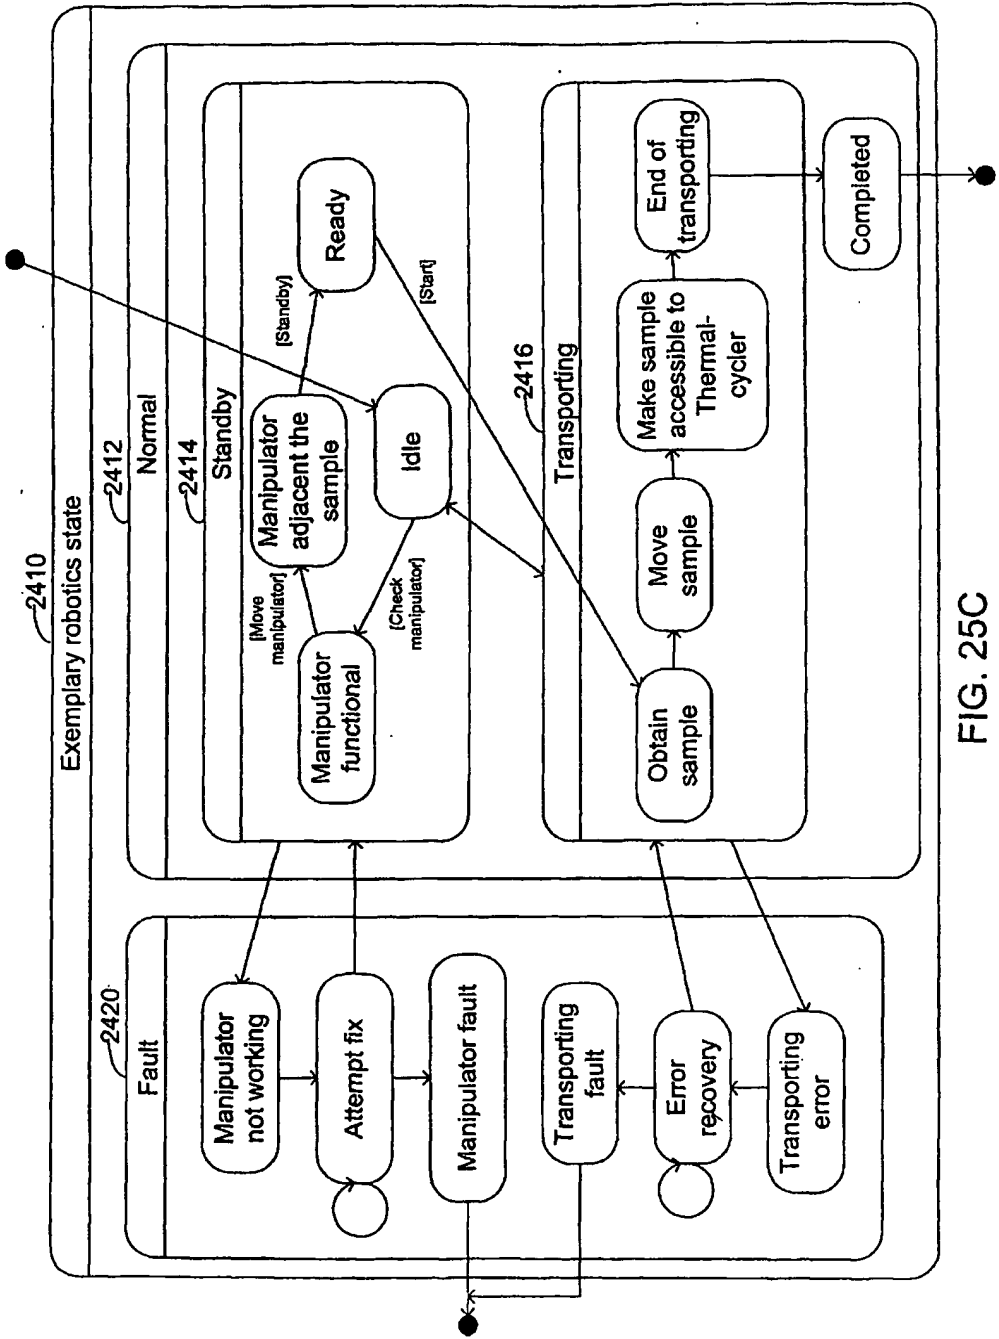 2410
Exemplary robotics state
2420
Fault
Manipulator
not working
Attempt fix
Manipulator fault
Transporting
fault
Error
recovery
Transporting
error
2412
Normal
2414
Standby
Manipulator
functional
[Move
manipulator]
Manipulator
adjacent the
sample
[Standby]
Ready
[Check
manipulator]
Idle
[Start]
2416
Transporting
Obtain
sample
Move
sample
Make sample
accessible to
Thermal-
cycler
End of
transporting
Completed
FIG. 25C